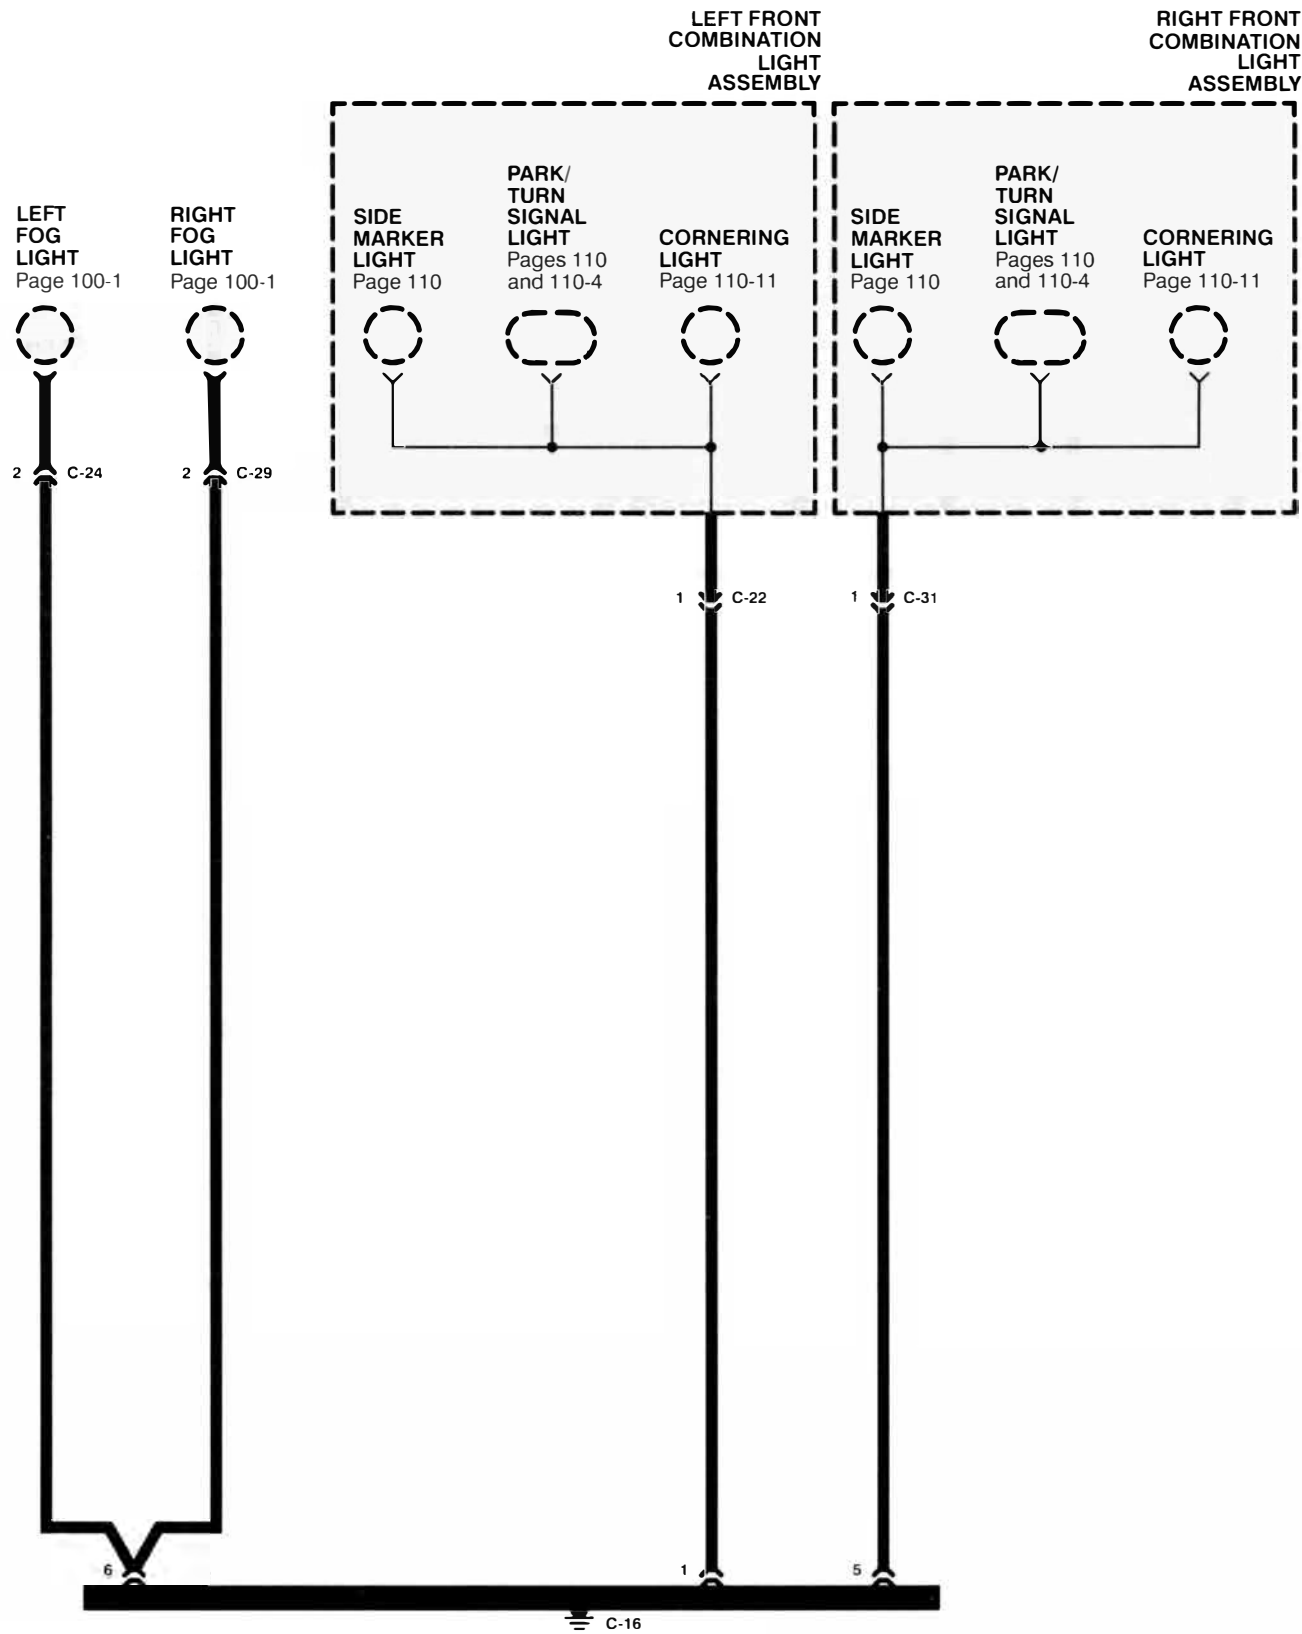 LEFT FRONT
COMBINATION
LIGHT
ASSEMBLY
RIGHT FRONT
COMBINATION
LIGHT
ASSEMBLY
LEFT
FOG
LIGHT
Page 100-1
RIGHT
FOG
LIGHT
Page 100-1
SIDE
MARKER
LIGHT
Page 110
PARK/
TURN
SIGNAL
LIGHT
Pages 110
and 110-4
CORNERING
LIGHT
Page 110-11
SIDE
MARKER
LIGHT
Page 110
PARK/
TURN
SIGNAL
LIGHT
Pages 110
and 110-4
CORNERING
LIGHT
Page 110-11
2 C-24
2 C-29
1 C-22
1 C-31
6
1
5
C-16